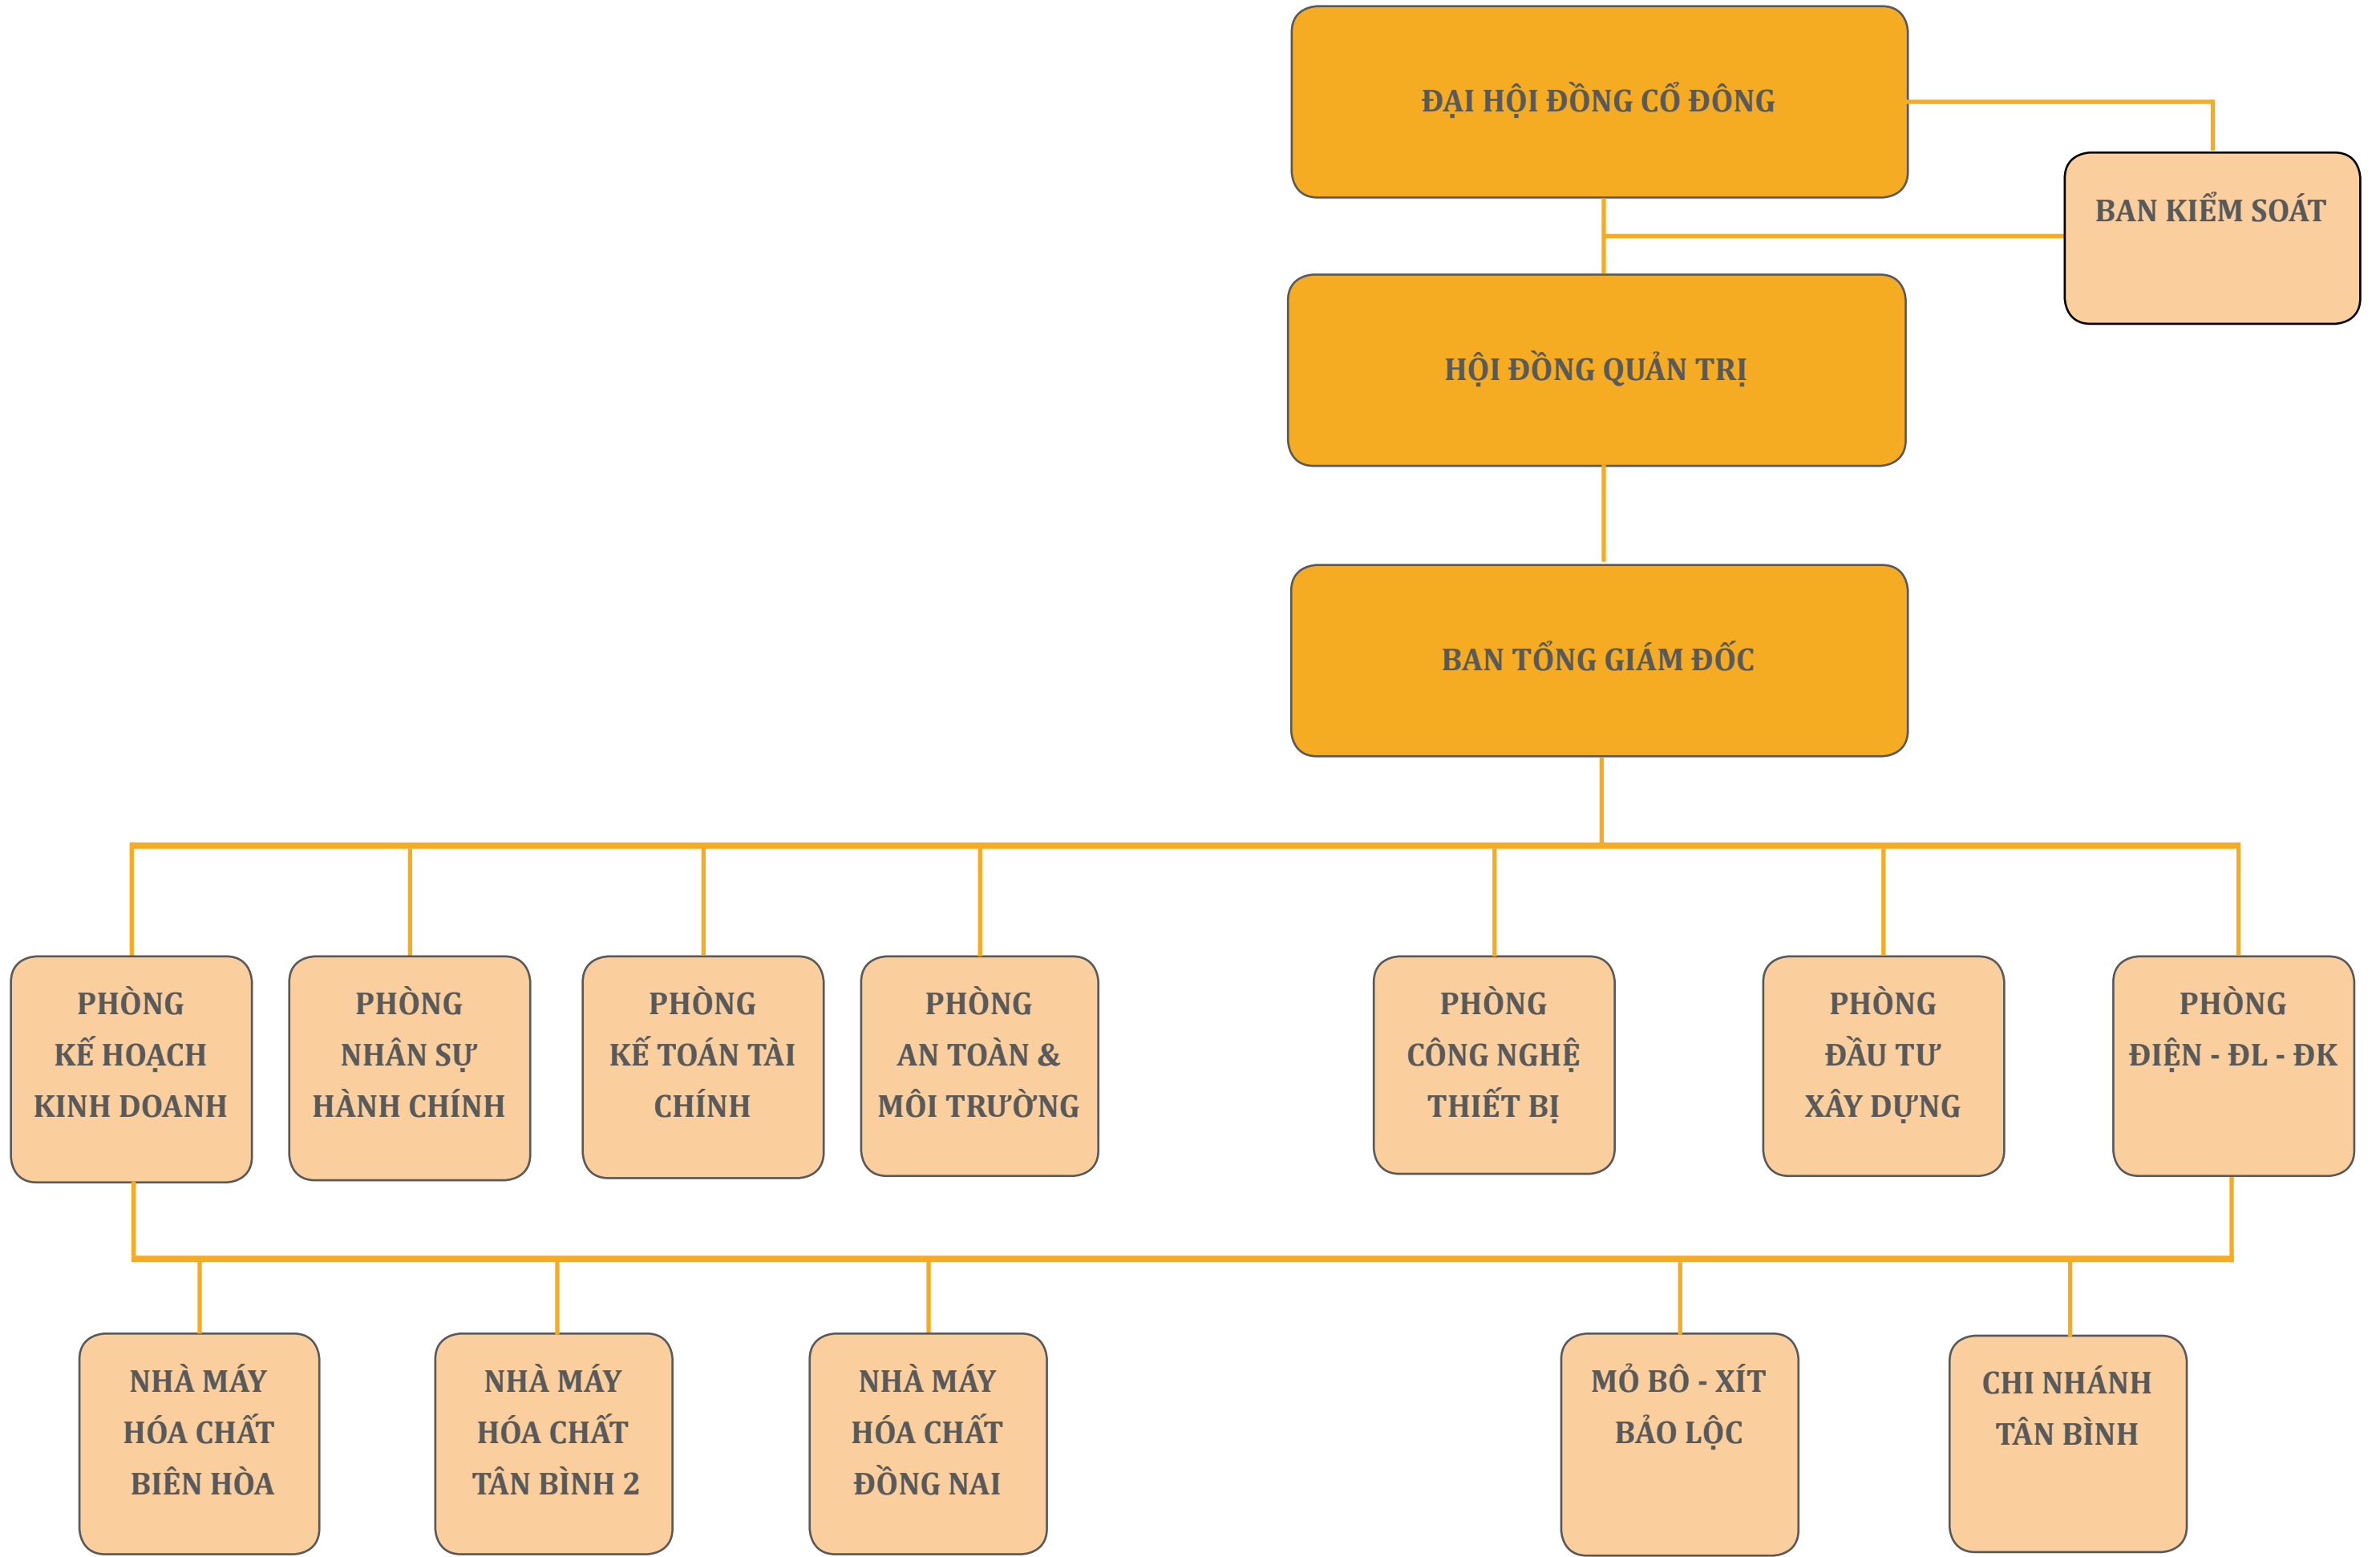 ĐẠI HỘI ĐỒNG CỔ ĐÔNG
BAN KIỂM SOÁT
HỘI ĐỒNG QUẢN TRỊ
BAN TỔNG GIÁM ĐỐC
PHÒNG
KẾ HOẠCH
KINH DOANH
PHÒNG
NHÂN SỰ
HÀNH CHÍNH
PHÒNG
KẾ TOÁN TÀI
CHÍNH
PHÒNG
AN TOÀN &
MÔI TRƯỜNG
PHÒNG
CÔNG NGHỆ
THIẾT BỊ
PHÒNG
ĐẦU TƯ
XÂY DỰNG
PHÒNG
ĐIỆN - ĐL - ĐK
NHÀ MÁY
HÓA CHẤT
BIÊN HÒA
NHÀ MÁY
HÓA CHẤT
TÂN BÌNH 2
NHÀ MÁY
HÓA CHẤT
ĐỒNG NAI
MỎ BÔ - XÍT
BẢO LỘC
CHI NHÁNH
TÂN BÌNH